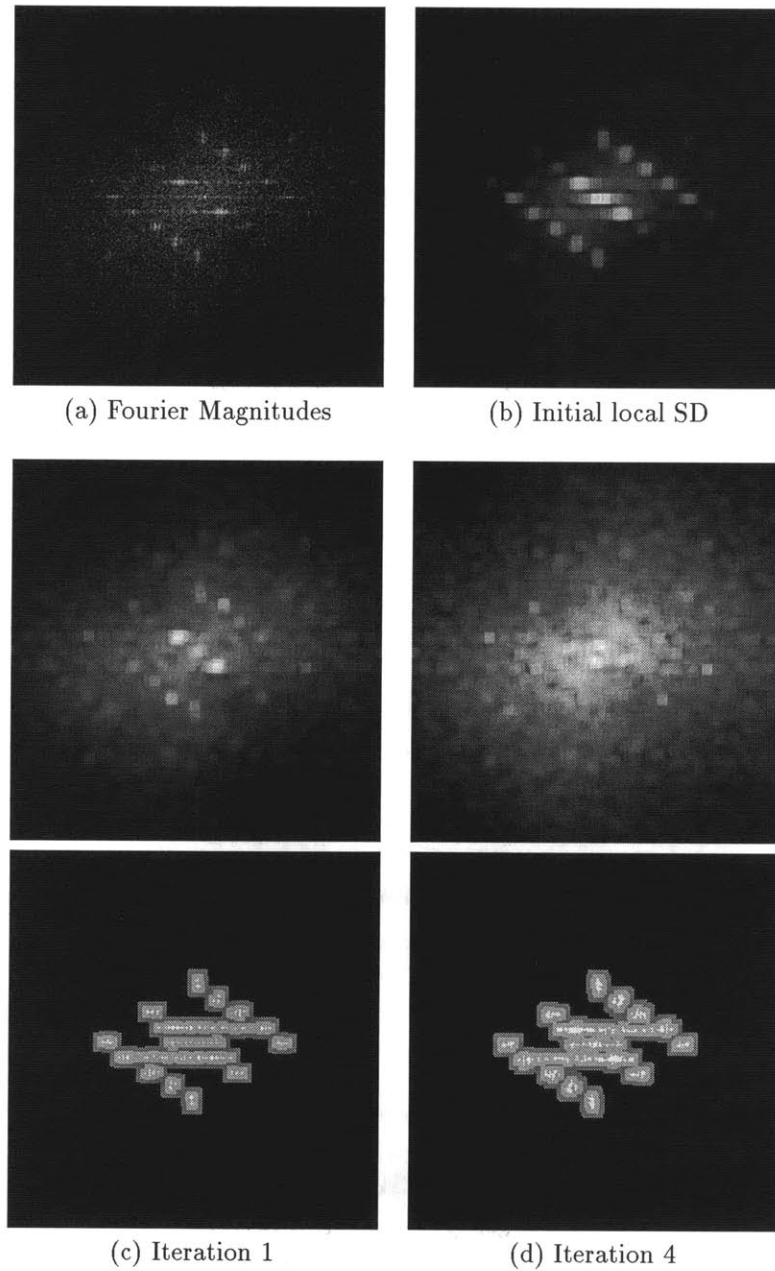 (a) Fourier Magnitudes
(b) Initial local SD
(c) Iteration 1
(d) Iteration 4